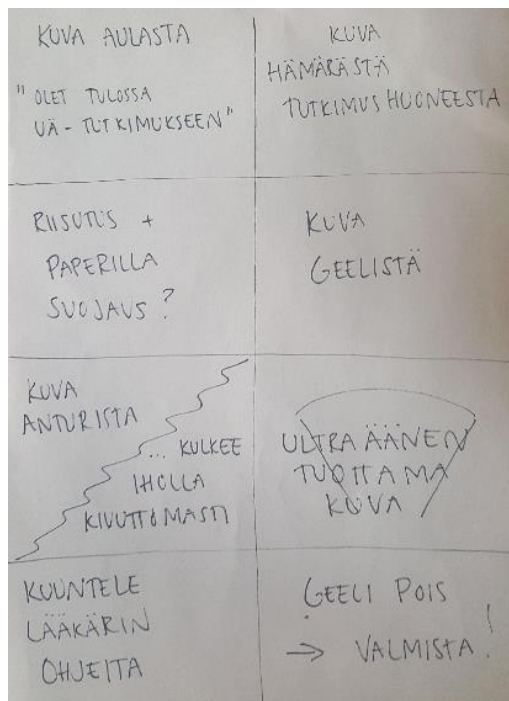 KUVA AULASTA
"OLET TULOSSA
UÄ-TUTKIMUKSEEN"
KUVA
HÄMÄRÄSTÄ
TUTKIMUSHUONEESTA
RIISUTUS +
PAPERILLA
SUOJAUS?
KUVA
GEELISTÄ
KUVA
ANTURISTA
... KULKEE
IHOLLA
KIVUTTOMASTI
ULTRAÄÄNEN
TUOTTAMA
KUVA
KUUNTELE
LÄÄKÄRIN
OHJEITA
GEELI POIS
→ VALMISTA!